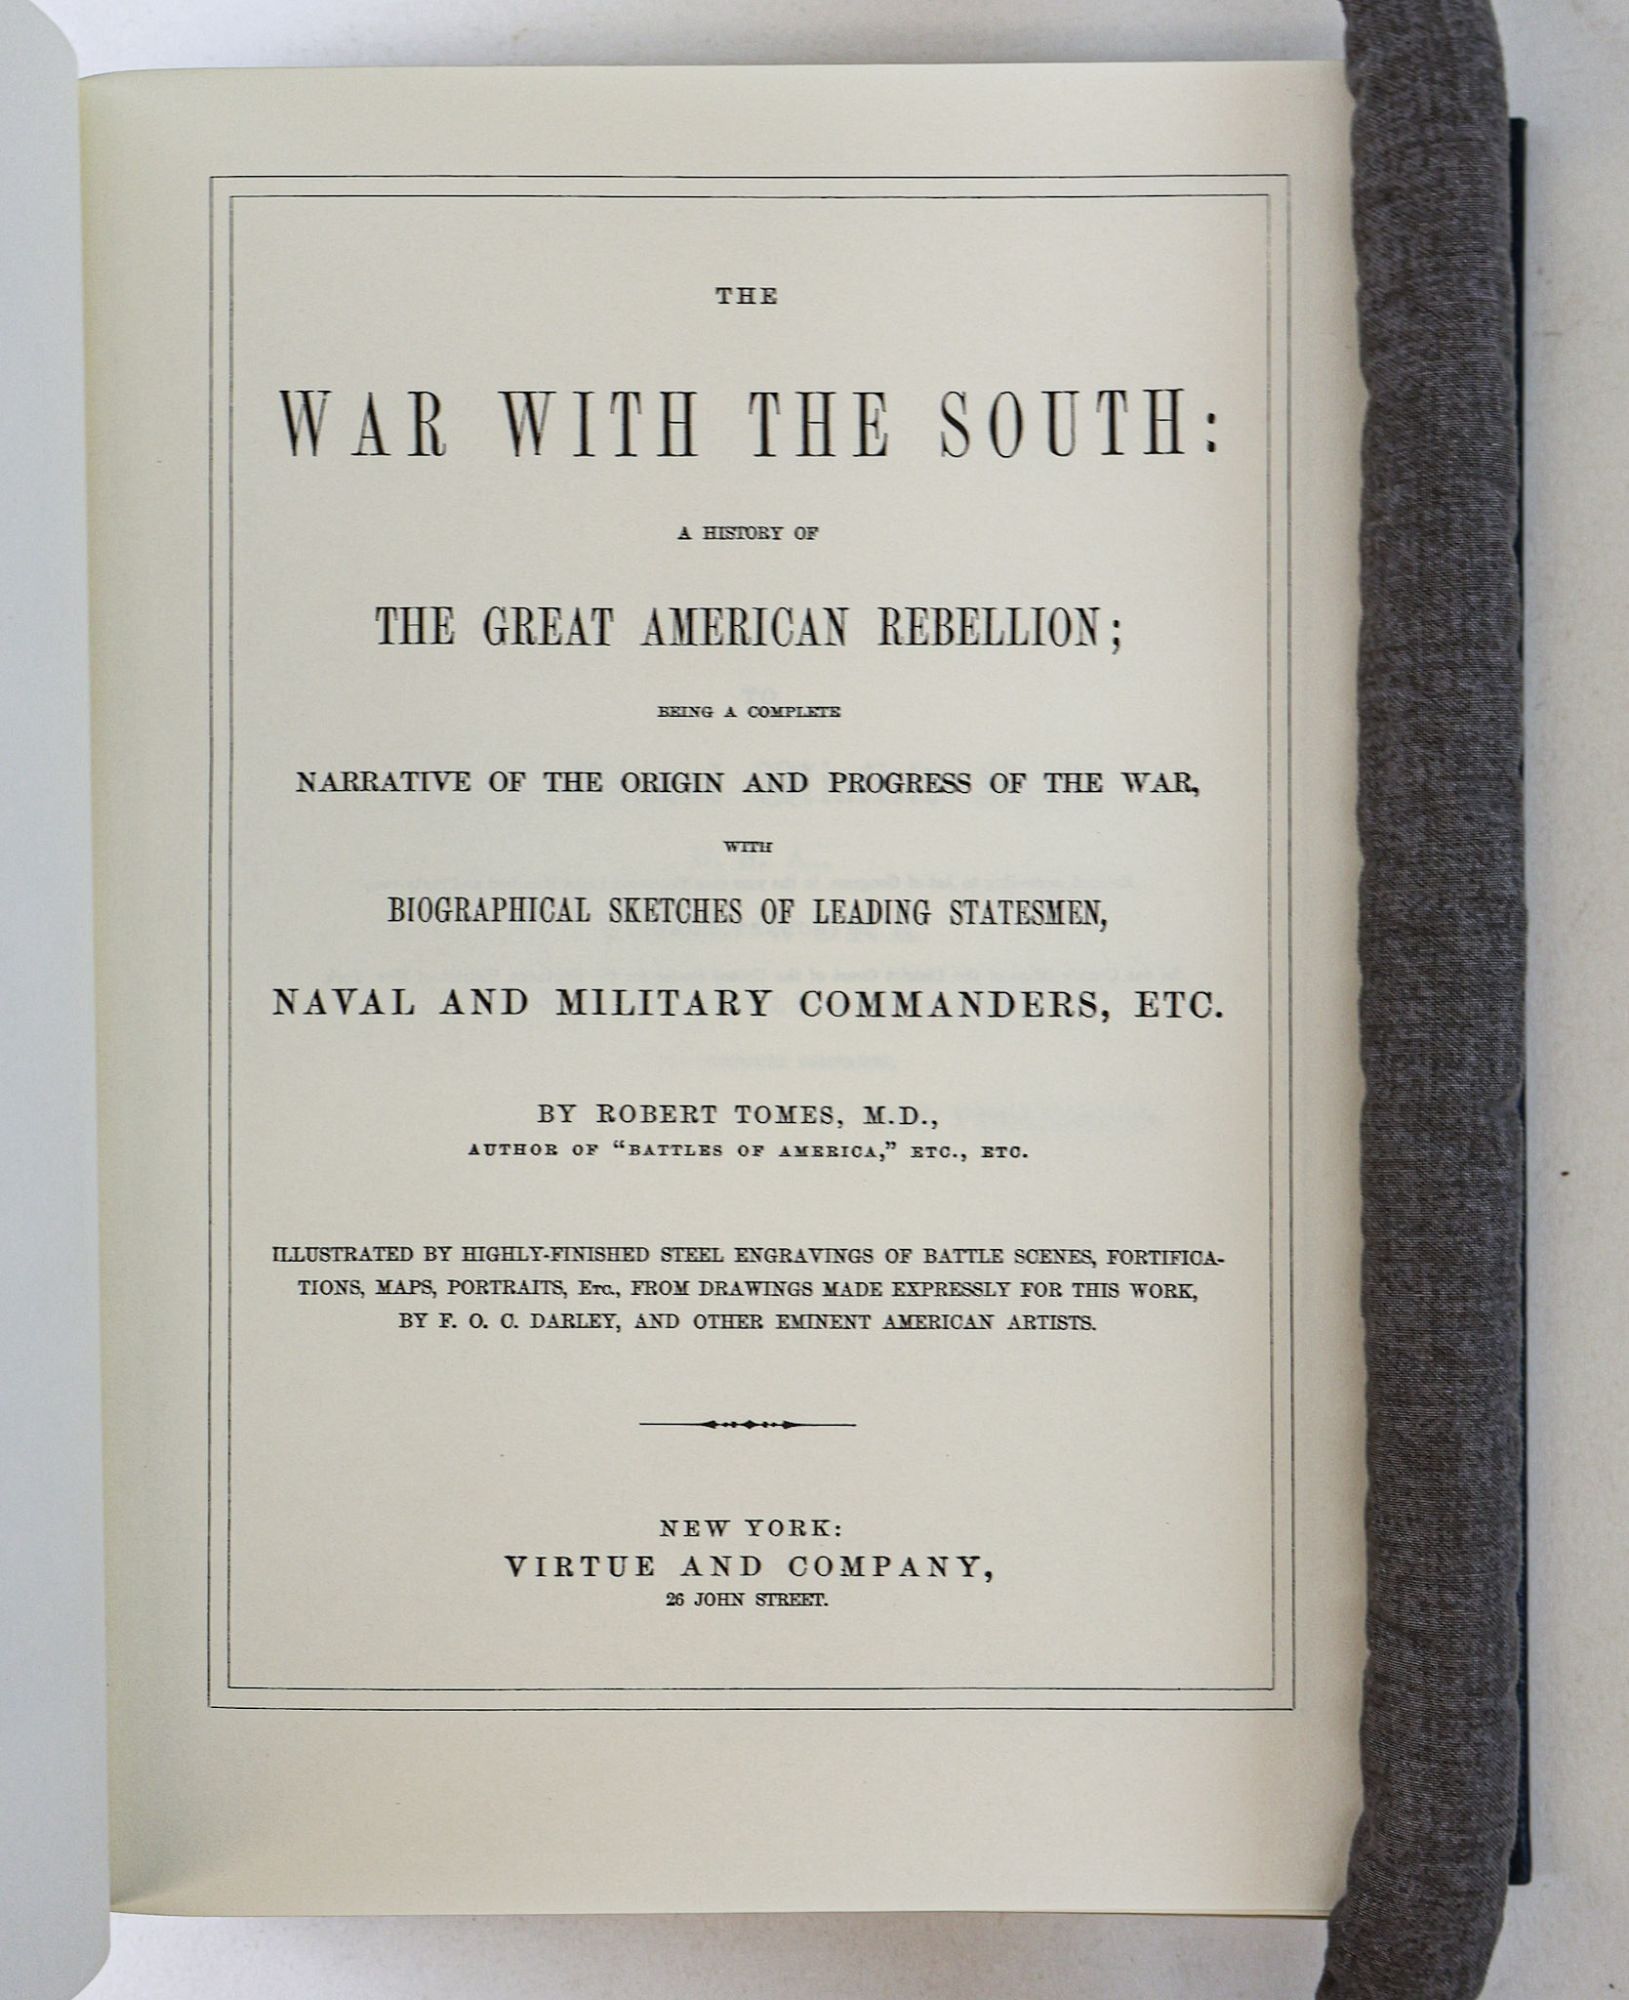 THE
WAR WITH THE SOUTH:
A HISTORY OF
THE GREAT AMERICAN REBELLION;
BEING A COMPLETE
NARRATIVE OF THE ORIGIN AND PROGRESS OF THE WAR,
WITH
BIOGRAPHICAL SKETCHES OF LEADING STATESMEN,
NAVAL AND MILITARY COMMANDERS, ETC.
BY ROBERT TOMES, M.D.,
AUTHOR OF “BATTLES OF AMERICA,” ETC., ETC.
ILLUSTRATED BY HIGHLY-FINISHED STEEL ENGRAVINGS OF BATTLE SCENES, FORTIFICA-
TIONS, MAPS, PORTRAITS, Etc., FROM DRAWINGS MADE EXPRESSLY FOR THIS WORK,
BY F. O. C. DARLEY, AND OTHER EMINENT AMERICAN ARTISTS.
NEW YORK:
VIRTUE AND COMPANY,
26 JOHN STREET.